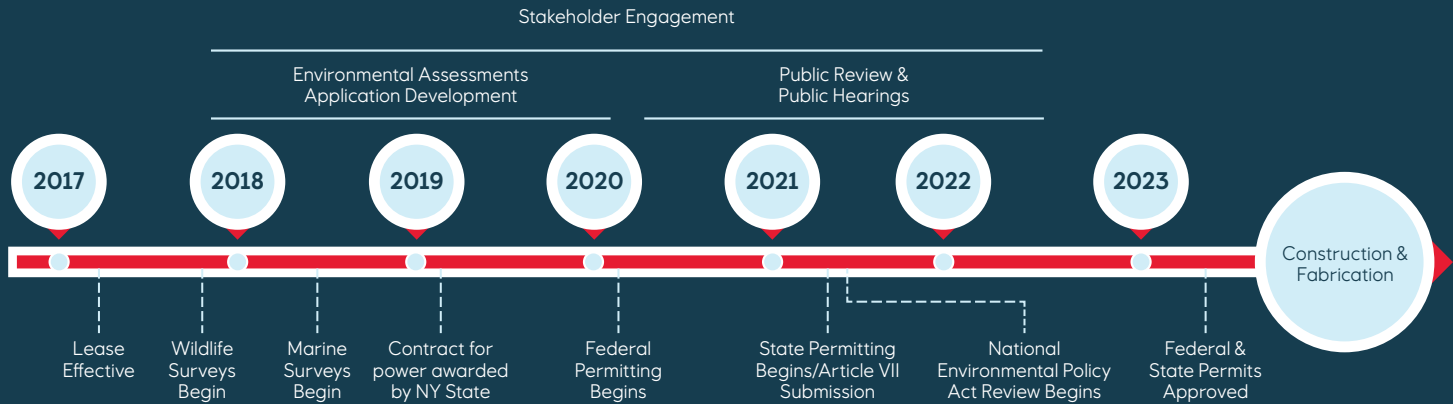 Stakeholder Engagement
Environmental Assessments
Application Development
Public Review &
Public Hearings
2017
2018
2019
2020
2021
2022
2023
Construction &
Fabrication
Lease
Effective
Wildlife
Surveys
Begin
Marine
Surveys
Begin
Contract for
power awarded
by NY State
Federal
Permitting
Begins
State Permitting
Begins/Article VII
Submission
National
Environmental Policy
Act Review Begins
Federal &
State Permits
Approved